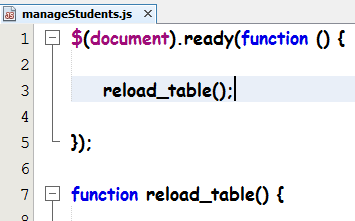 manageStudents.js
1 $(document).ready(function () {
2
3 reload_table();
4
5 });
6
7 function reload_table() {